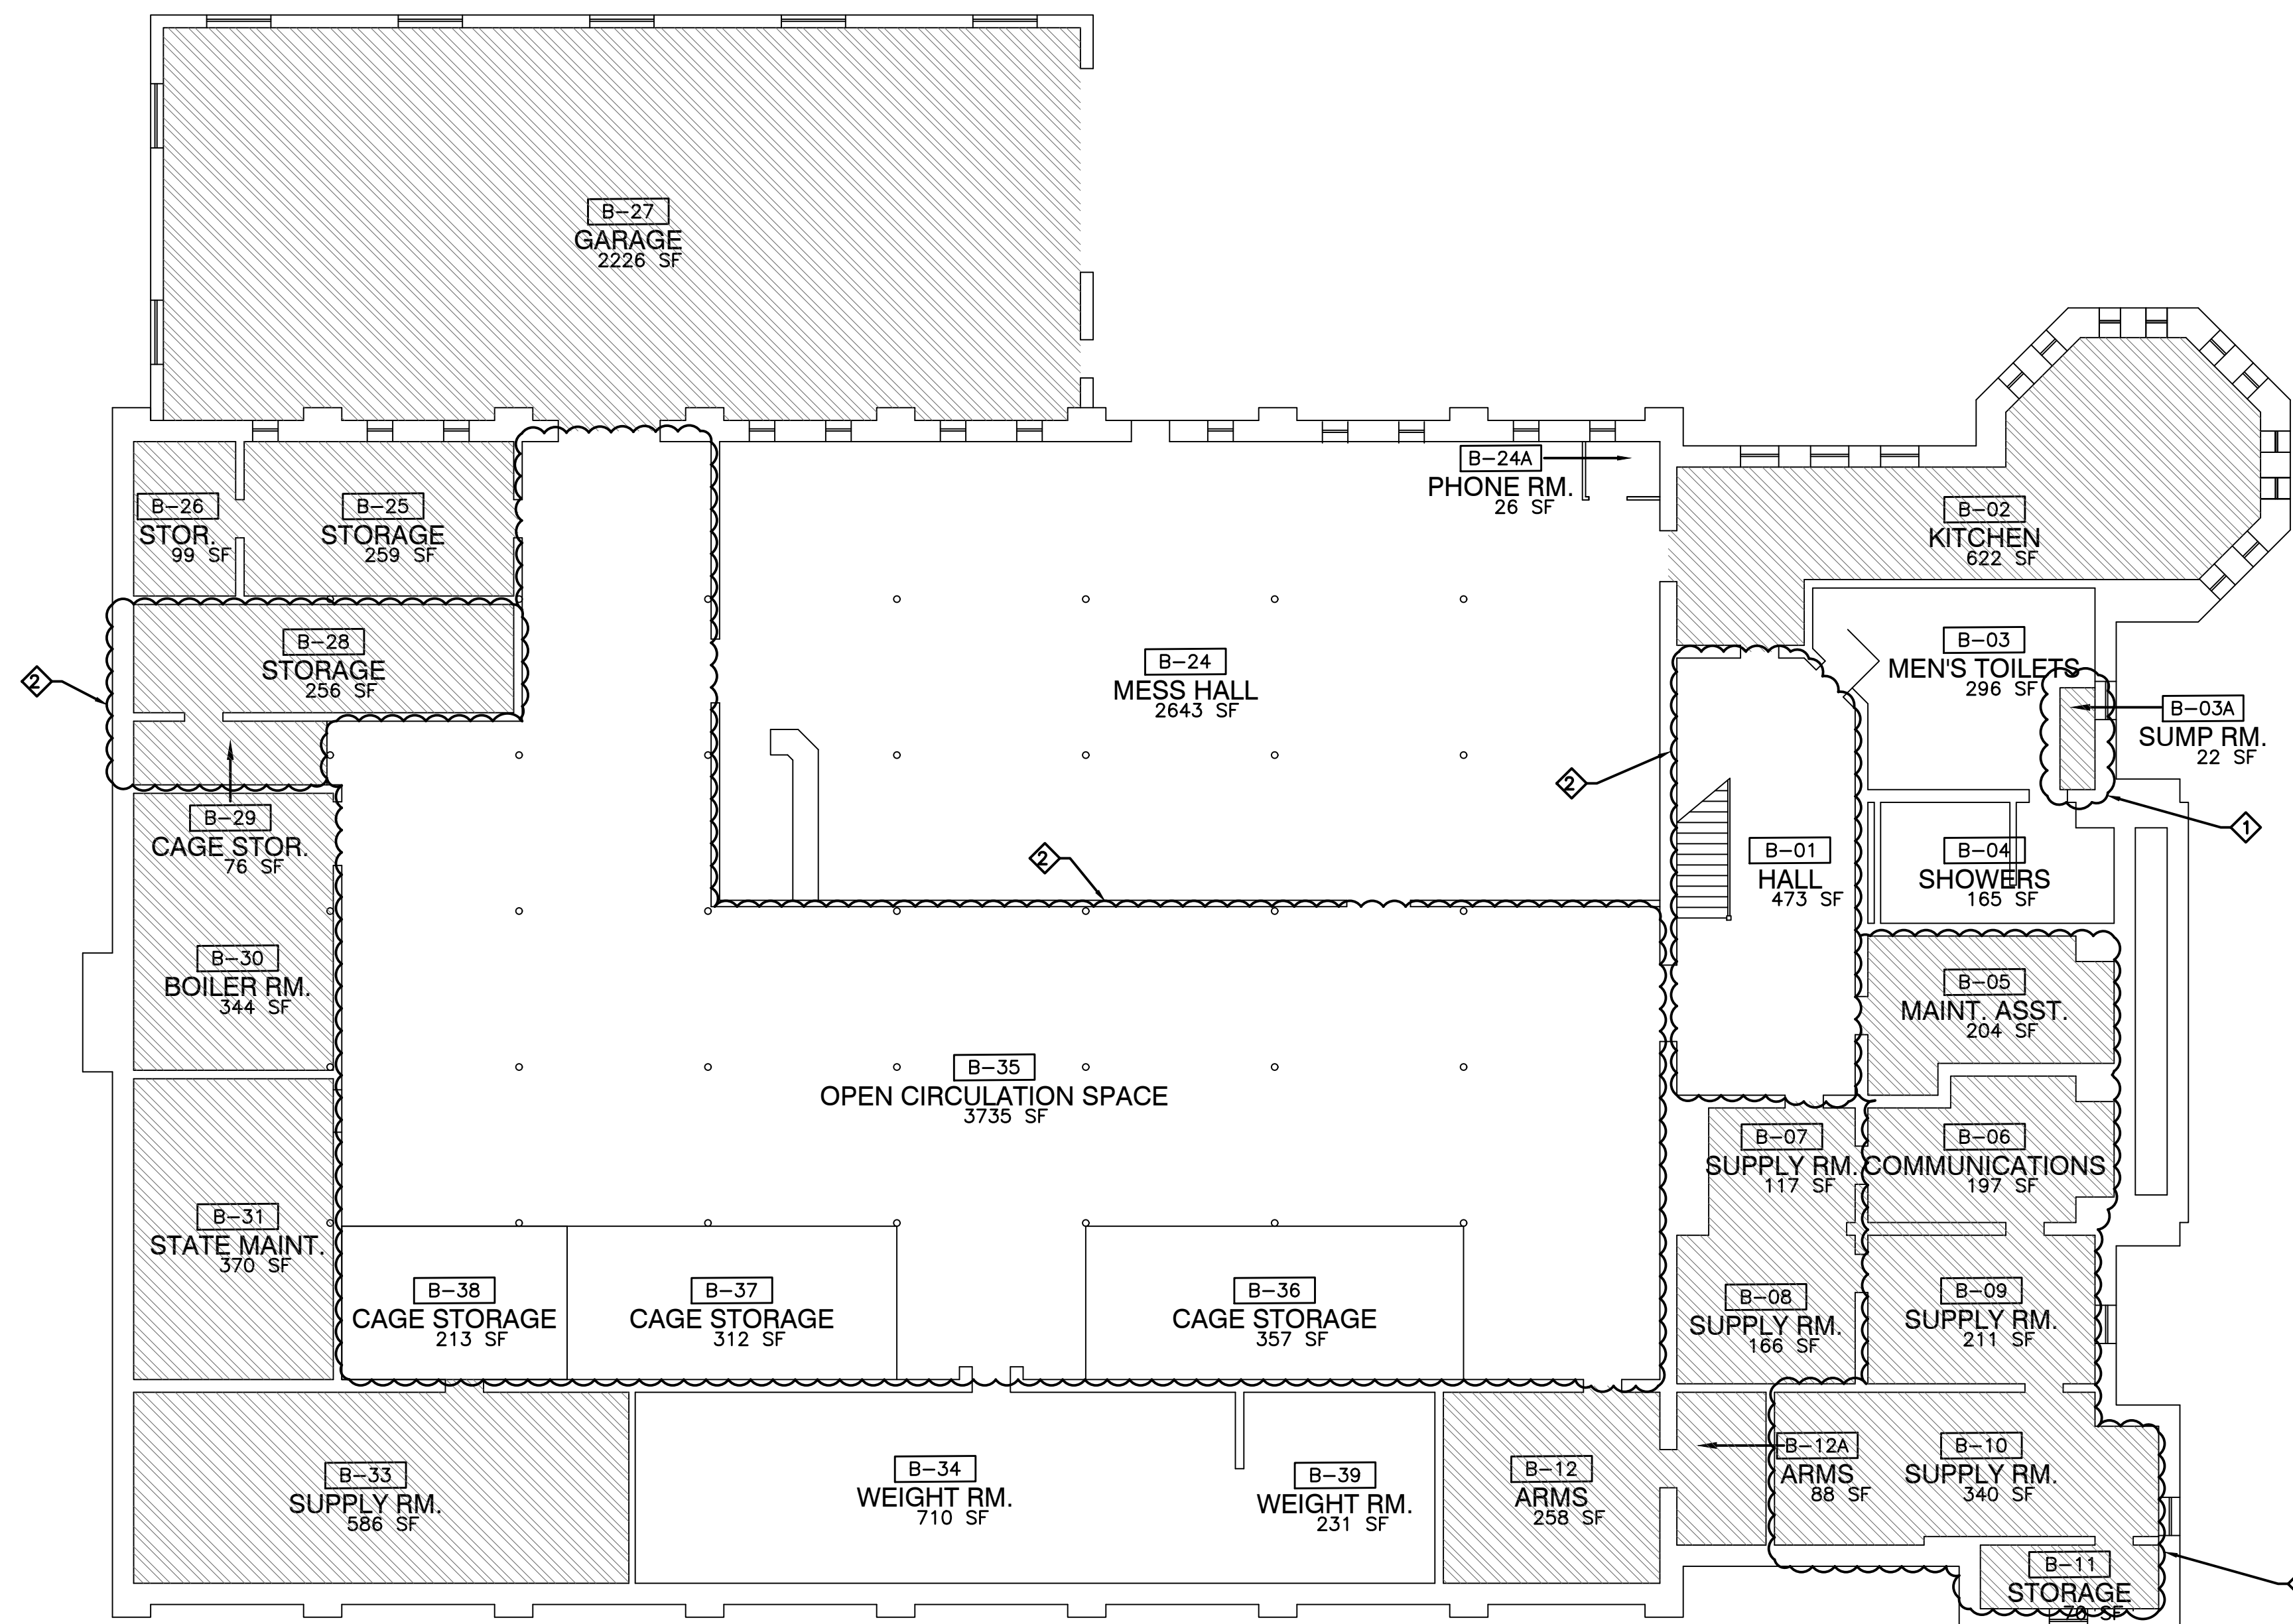 B-27
GARAGE
2226 SF
B-24A
PHONE RM.
26 SF
B-26
STOR.
99 SF
B-25
STORAGE
259 SF
B-02
KITCHEN
622 SF
B-28
STORAGE
256 SF
2
B-24
MESS HALL
2643 SF
B-03
MEN'S TOILETS
296 SF
B-03A
SUMP RM.
22 SF
2
1
B-29
CAGE STOR.
76 SF
2
B-01
HALL
473 SF
B-04
SHOWERS
165 SF
B-30
BOILER RM.
344 SF
B-05
MAINT. ASST.
204 SF
B-35
OPEN CIRCULATION SPACE
3735 SF
B-07
SUPPLY RM.
117 SF
B-06
COMMUNICATIONS
197 SF
B-31
STATE MAINT.
370 SF
B-38
CAGE STORAGE
213 SF
B-37
CAGE STORAGE
312 SF
B-36
CAGE STORAGE
357 SF
B-08
SUPPLY RM.
166 SF
B-09
SUPPLY RM.
211 SF
B-33
SUPPLY RM.
586 SF
B-34
WEIGHT RM.
710 SF
B-39
WEIGHT RM.
231 SF
B-12
ARMS
258 SF
B-12A
ARMS
88 SF
B-10
SUPPLY RM.
340 SF
B-11
STORAGE
70 SF